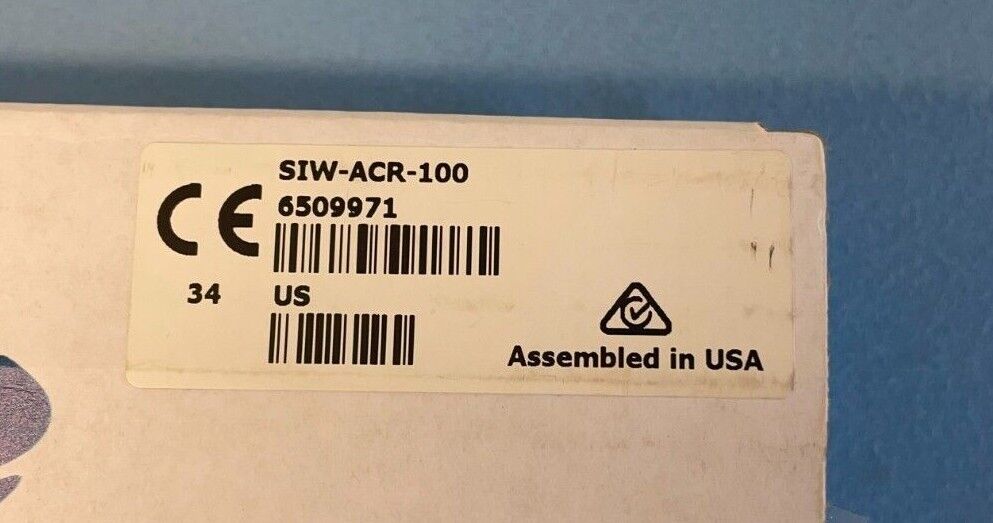 SIW-ACR-100
CE 6509971
34 US
Assembled in USA